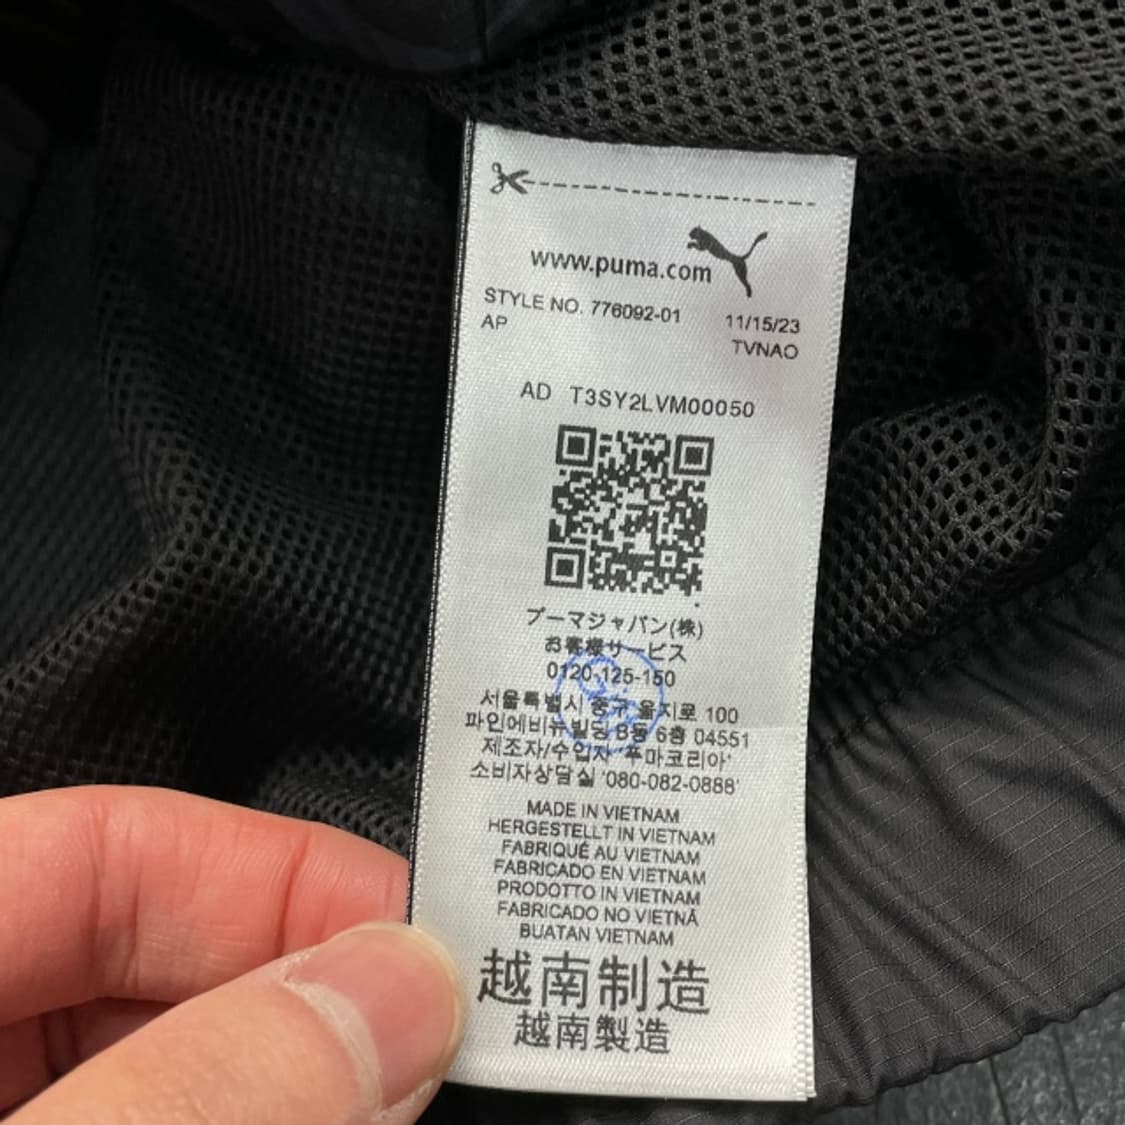 www.puma.com
STYLE NO. 776092-01 11/15/23
AP TVNAO
AD T3SY2LVM00050
プーマジャパン(株)
お客様サービス
0120-125-150
서울특별시 중구 을지로 100
파인에비뉴빌딩 B동 6층 04551
제조자/수입자 '푸마코리아'
소비자상담실 '080-082-0888'
MADE IN VIETNAM
HERGESTELLT IN VIETNAM
FABRIQUÉ AU VIETNAM
FABRICADO EN VIETNAM
PRODOTTO IN VIETNAM
FABRICADO NO VIETNÃ
BUATAN VIETNAM
越南制造
越南製造